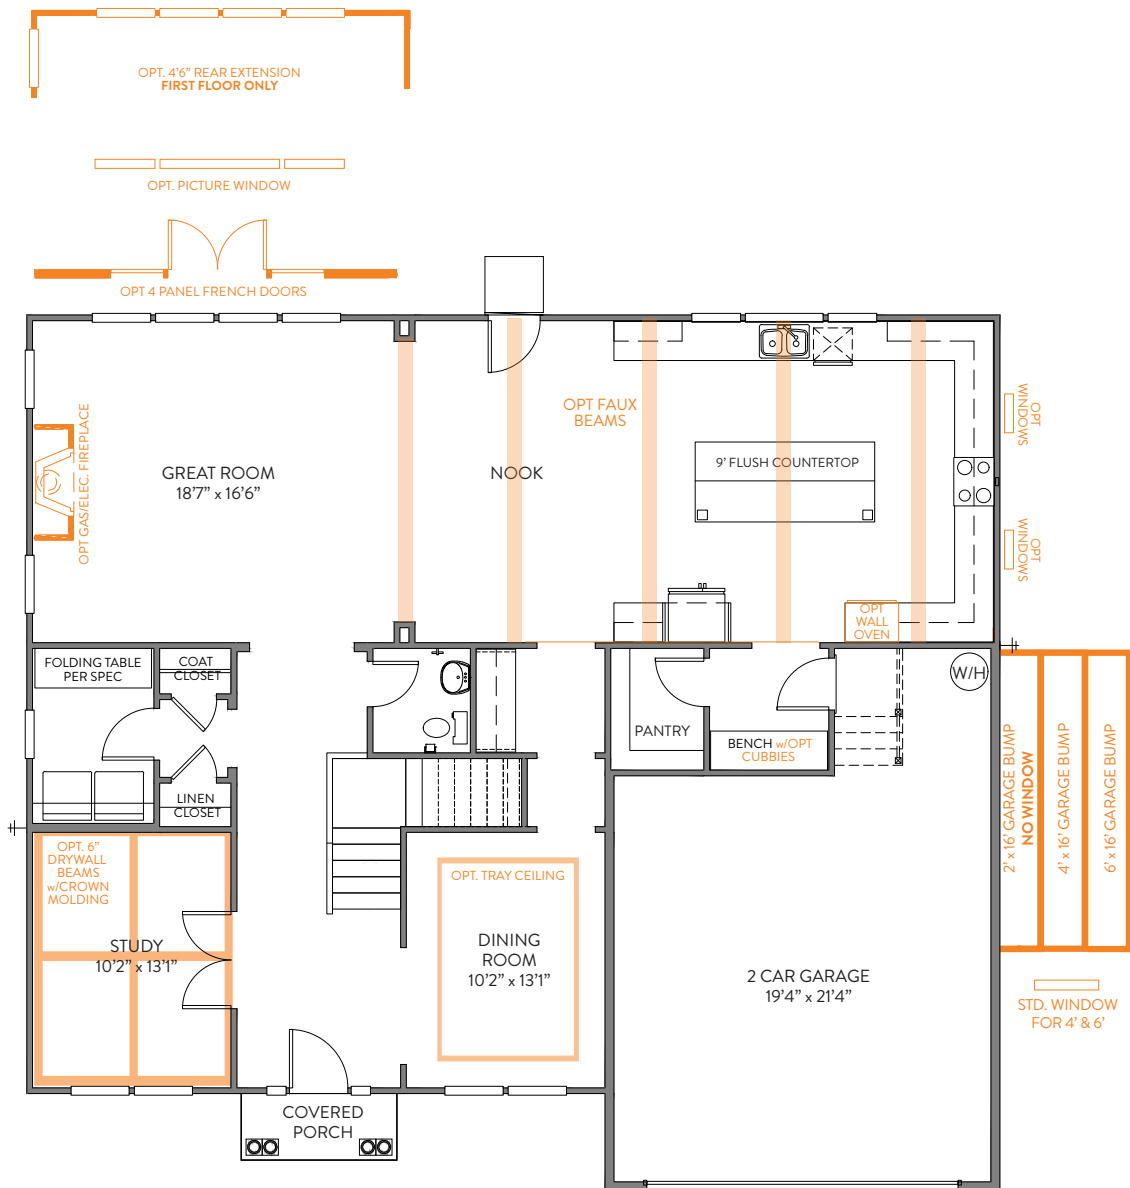 OPT. 4'6” REAR EXTENSION
FIRST FLOOR ONLY
OPT. PICTURE WINDOW
OPT 4 PANEL FRENCH DOORS
OPT GAS/ELEC. FIREPLACE
GREAT ROOM
18'7” x 16'6”
NOOK
OPT FAUX
BEAMS
9' FLUSH COUNTERTOP
OPT
WINDOWS
OPT
WINDOWS
OPT
WALL
OVEN
FOLDING TABLE
PER SPEC
COAT
CLOSET
LINEN
CLOSET
PANTRY
BENCH w/OPT
CUBBIES
W/H
2' x 16' GARAGE BUMP
NO WINDOW
4' x 16' GARAGE BUMP
6' x 16' GARAGE BUMP
OPT. 6”
DRYWALL
BEAMS
w/CROWN
MOLDING
STUDY
10'2” x 13'1”
OPT. TRAY CEILING
DINING
ROOM
10'2” x 13'1”
2 CAR GARAGE
19'4” x 21'4”
STD. WINDOW
FOR 4' & 6'
COVERED
PORCH